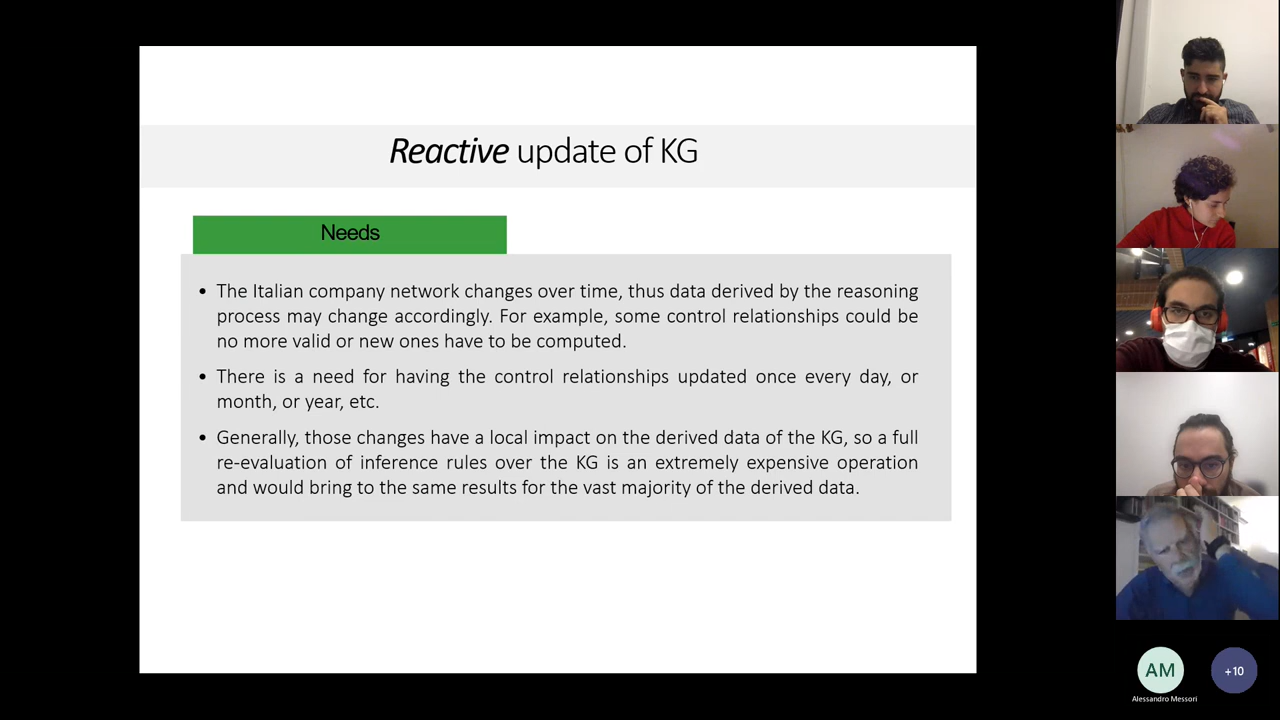 Reactive update of KG
Needs
• The Italian company network changes over time, thus data derived by the reasoning
process may change accordingly. For example, some control relationships could be
no more valid or new ones have to be computed.
• There is a need for having the control relationships updated once every day, or
month, or year, etc.
• Generally, those changes have a local impact on the derived data of the KG, so a full
re-evaluation of inference rules over the KG is an extremely expensive operation
and would bring to the same results for the vast majority of the derived data.
AM
+10
Alessandro Messori